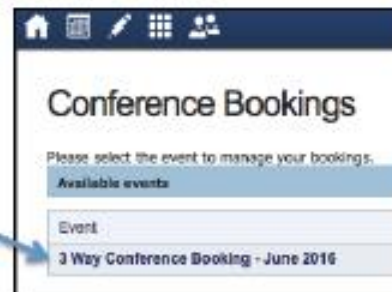 Conference Bookings
Please select the event to manage your bookings.
Available events
Event
3 Way Conference Booking - June 2016